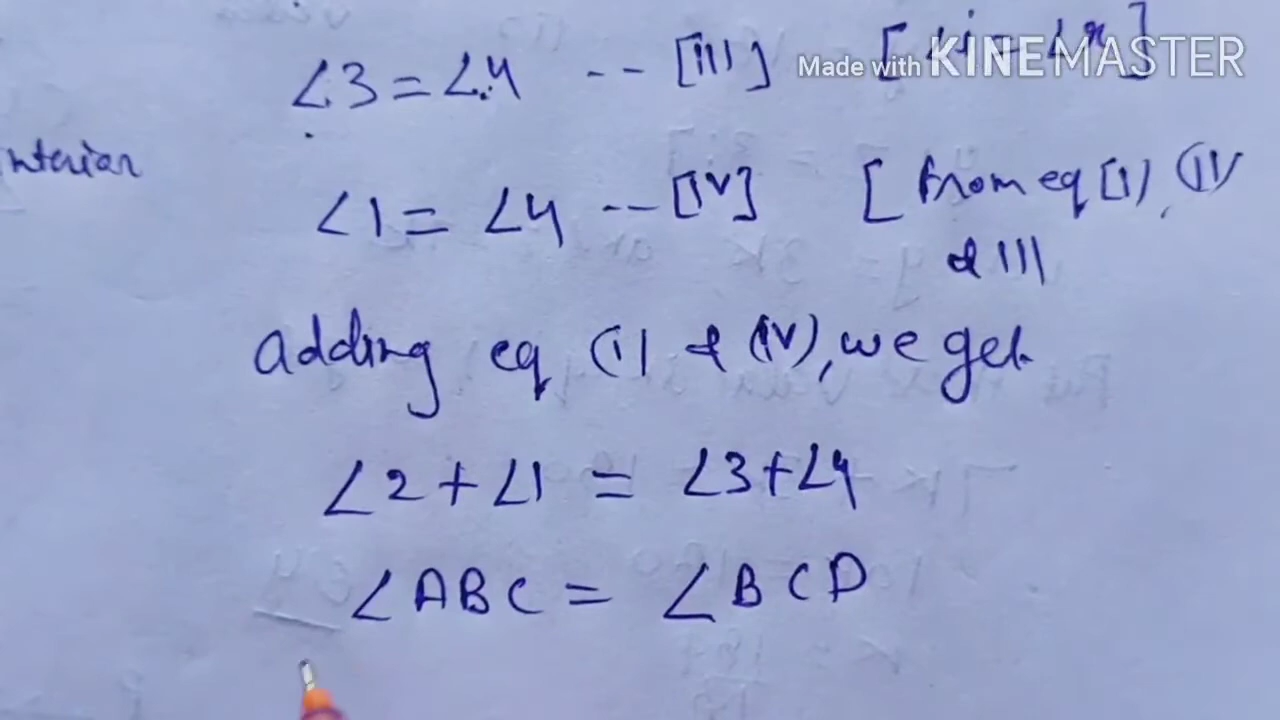 ∠3 = ∠4 -- [III] [∠i = ∠r]
Made with KINEMASTER
nterior
∠1 = ∠4 -- [IV] [from eq [I), (II)
& III
adding eq (I) & (IV), we get
∠2 + ∠1 = ∠3 + ∠4
∠ABC = ∠BCD